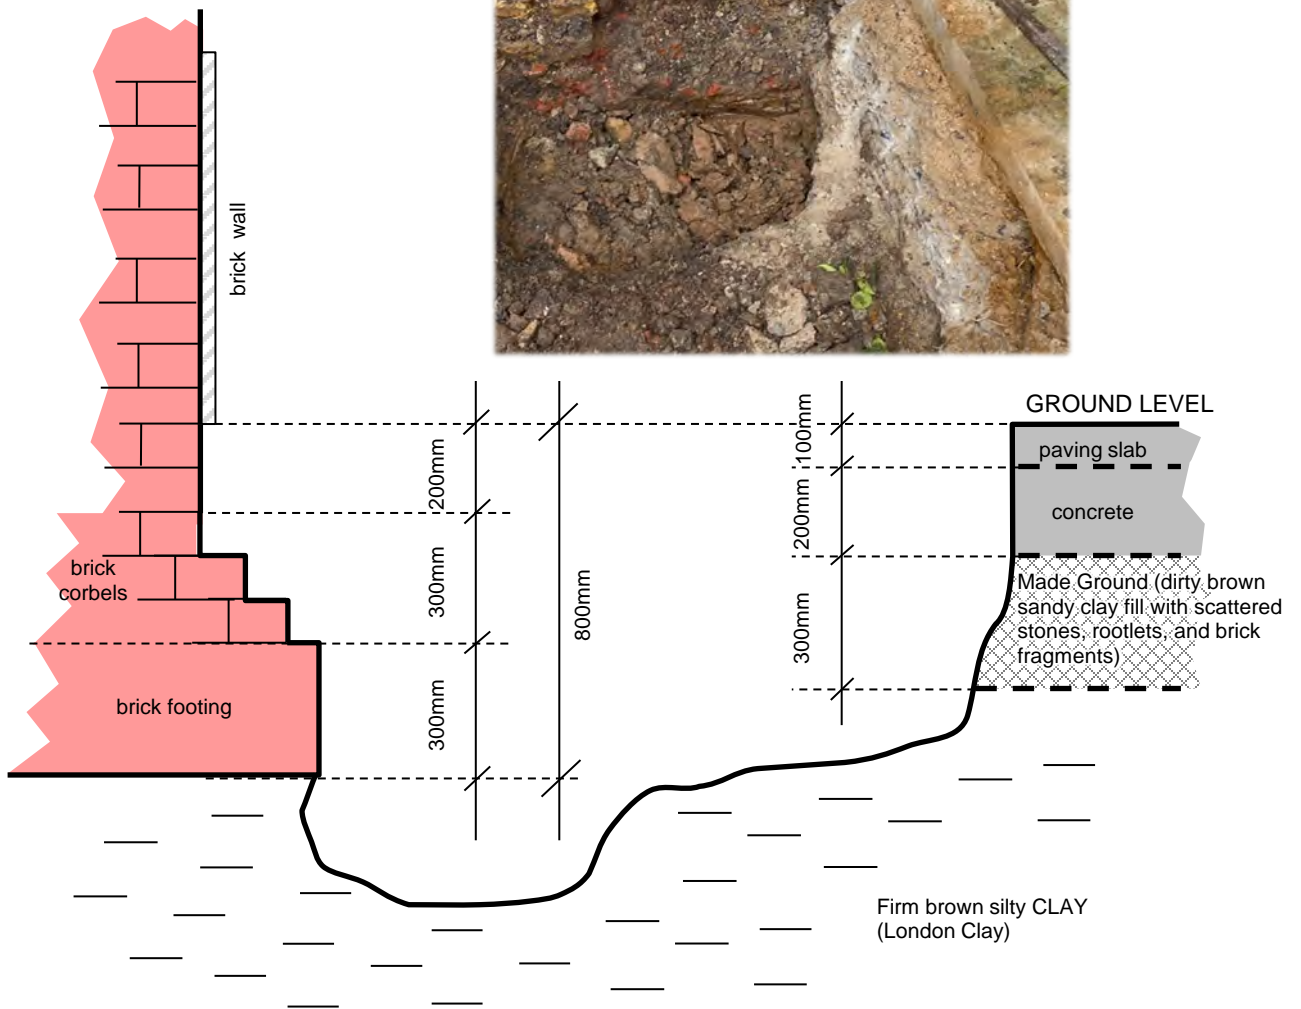 brick wall
GROUND LEVEL
100mm
paving slab
200mm
200mm
concrete
brick
corbels
300mm
800mm
300mm
Made Ground (dirty brown
sandy clay fill with scattered
stones, rootlets, and brick
fragments)
brick footing
300mm
Firm brown silty CLAY
(London Clay)